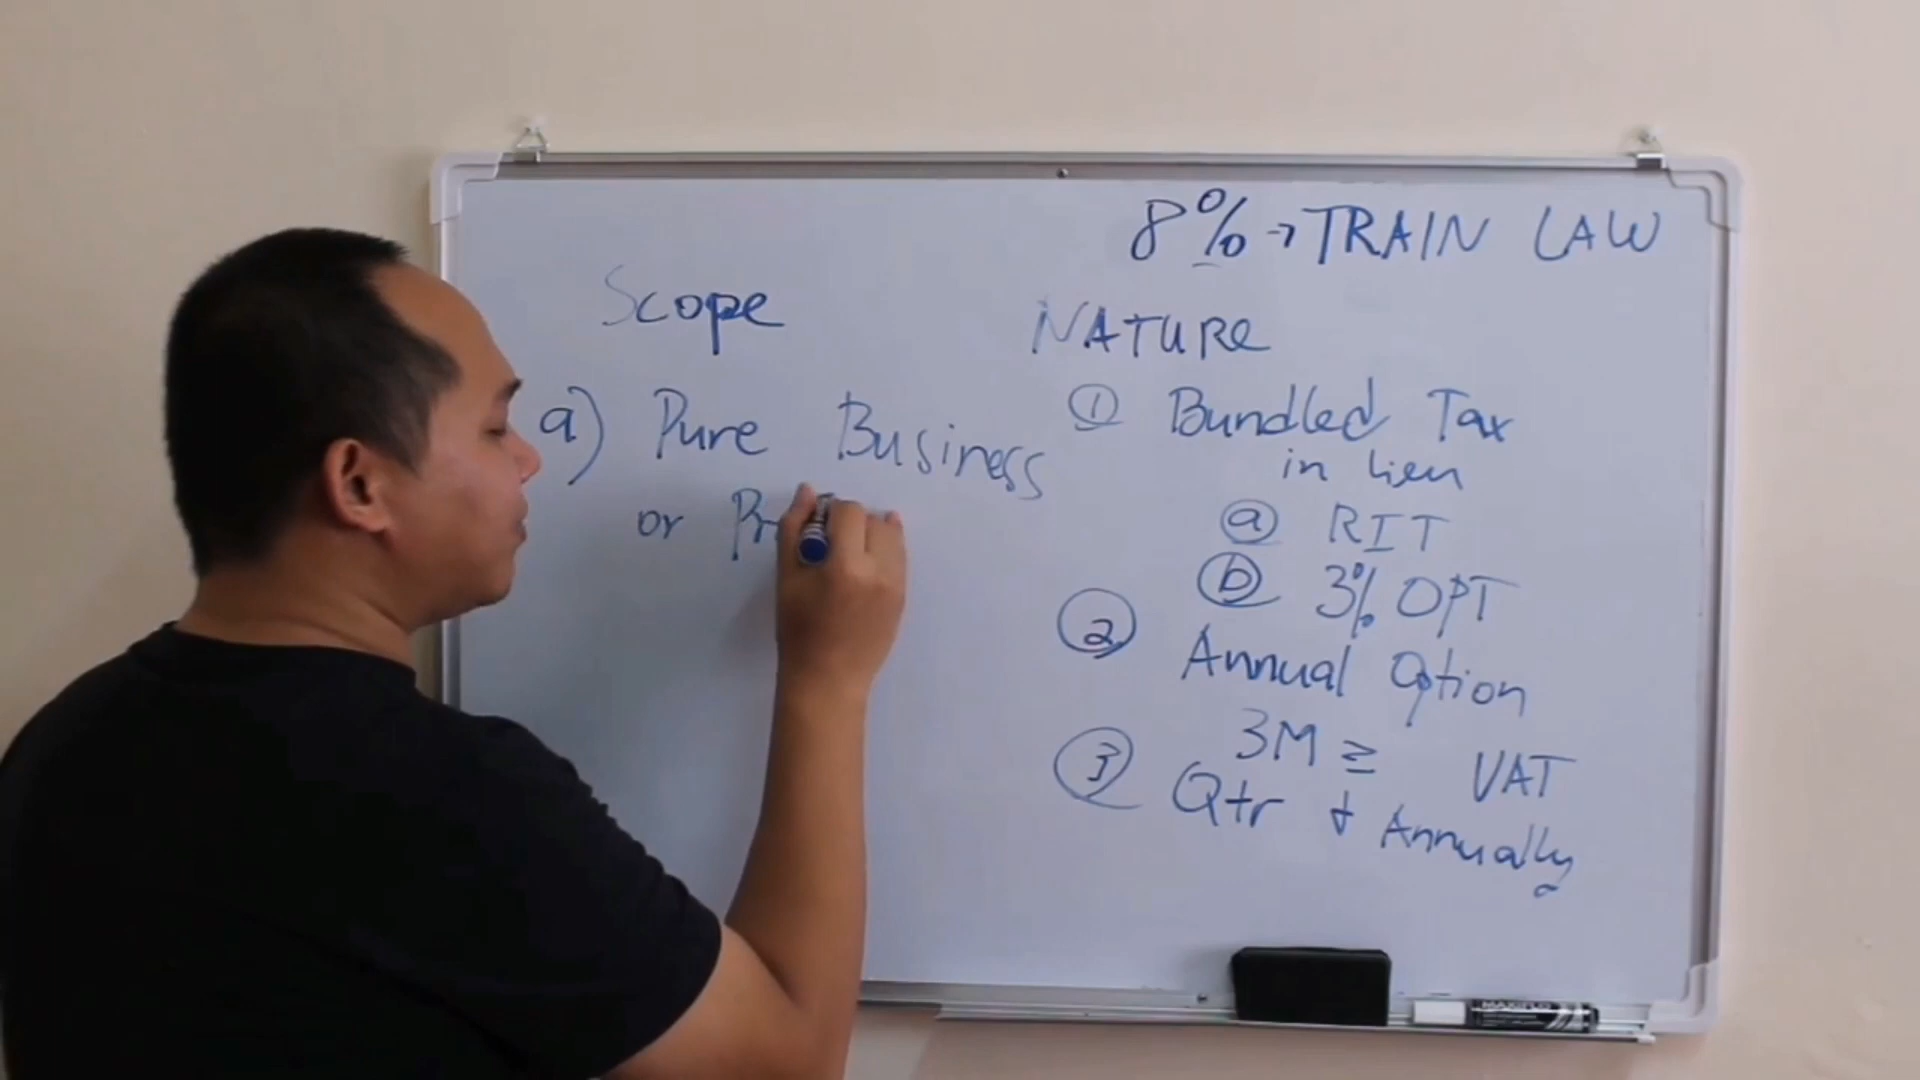 8% → TRAIN LAW
Scope
a) Pure Business
or
NATURE
① Bundled Tax
in lieu
ⓐ RIT
ⓑ 3% OPT
② Annual Option
3M ≥ VAT
③ Qtr + Annually